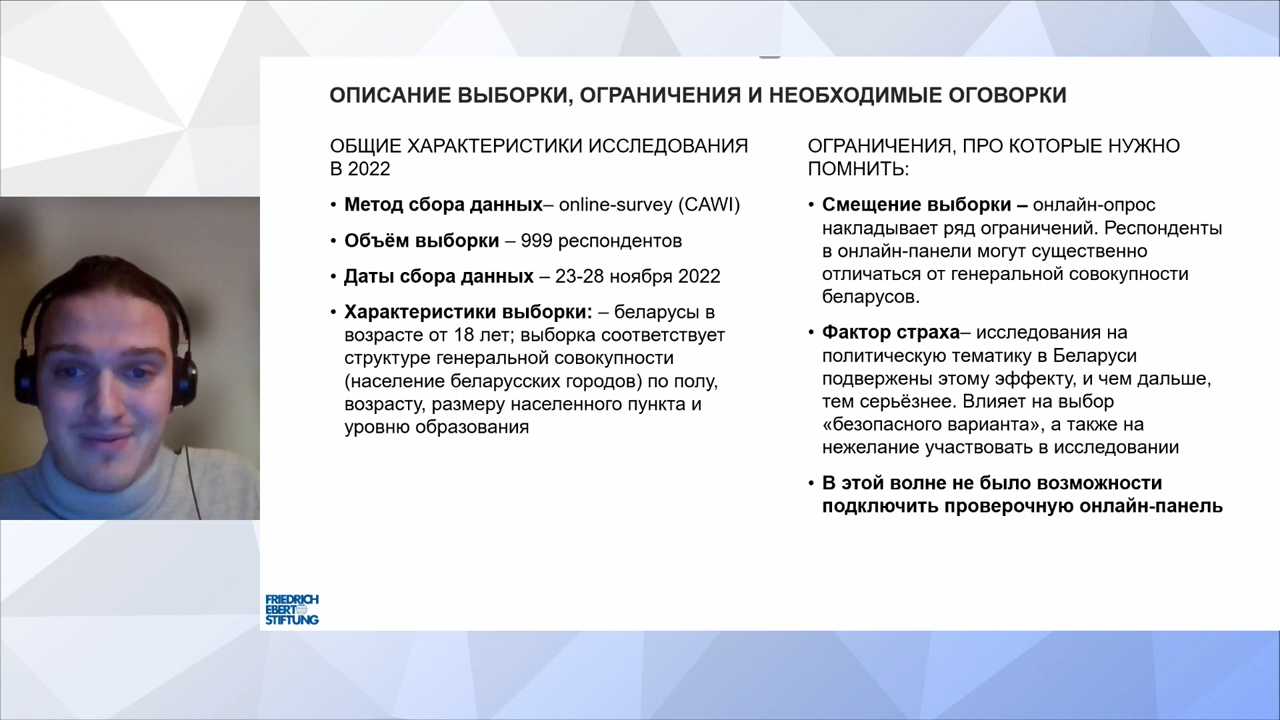 ОПИСАНИЕ ВЫБОРКИ, ОГРАНИЧЕНИЯ И НЕОБХОДИМЫЕ ОГОВОРКИ
ОБЩИЕ ХАРАКТЕРИСТИКИ ИССЛЕДОВАНИЯ
В 2022
• Метод сбора данных– online-survey (CAWI)
• Объём выборки – 999 респондентов
• Даты сбора данных – 23-28 ноября 2022
• Характеристики выборки: – беларусы в
возрасте от 18 лет; выборка соответствует
структуре генеральной совокупности
(население беларусских городов) по полу,
возрасту, размеру населенного пункта и
уровню образования
ОГРАНИЧЕНИЯ, ПРО КОТОРЫЕ НУЖНО
ПОМНИТЬ:
• Смещение выборки – онлайн-опрос
накладывает ряд ограничений. Респонденты
в онлайн-панели могут существенно
отличаться от генеральной совокупности
беларусов.
• Фактор страха– исследования на
политическую тематику в Беларуси
подвержены этому эффекту, и чем дальше,
тем серьёзнее. Влияет на выбор
«безопасного варианта», а также на
нежелание участвовать в исследовании
• В этой волне не было возможности
подключить проверочную онлайн-панель
FRIEDRICH
EBERT
STIFTUNG